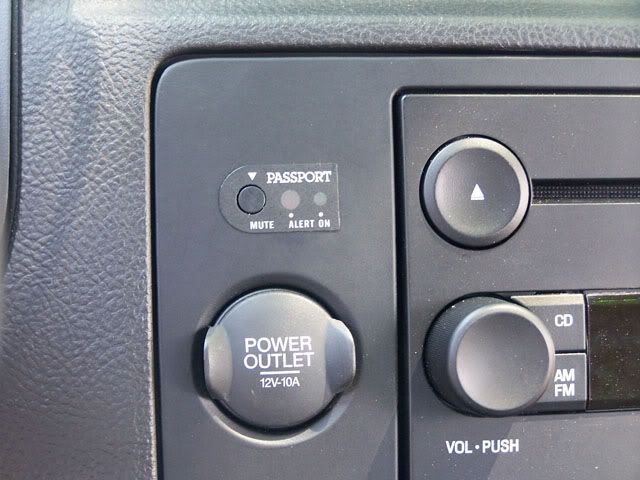 PASSPORT
MUTE ALERT ON
POWER
OUTLET
12V-10A
CD
AM
FM
VOL • PUSH